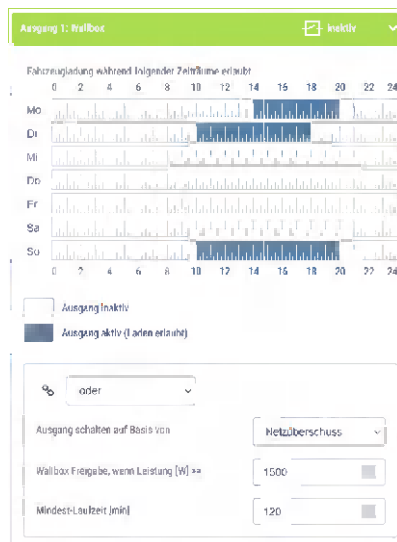 Ausgang 1: Wallbox
inaktiv
Fahrzeugladung während folgender Zeiträume erlaubt
0 2 4 6 8 10 12 14 16 18 20 22 24
Mo
Di
Mi
Do
Fr
Sa
So
0 2 4 6 8 10 12 14 16 18 20 22 24
Ausgang inaktiv
Ausgang aktiv (Laden erlaubt)
oder
Ausgang schalten auf Basis von Netzüberschuss
Wallbox Freigabe, wenn Leistung [W] >= 1500
Mindest-Laufzeit [min] 120